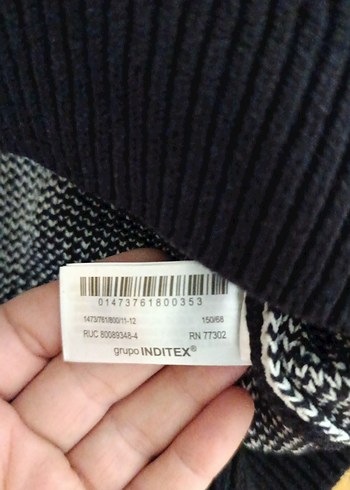 01473761800353
1473/761/800/11-12 150/68
RUC 80089348-4 RN 77302
grupo INDITEX®